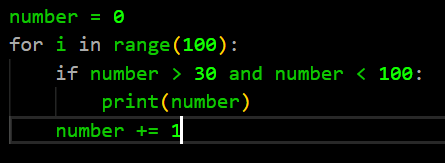 number = 0
for i in range(100):
    if number > 30 and number < 100:
        print(number)
    number += 1